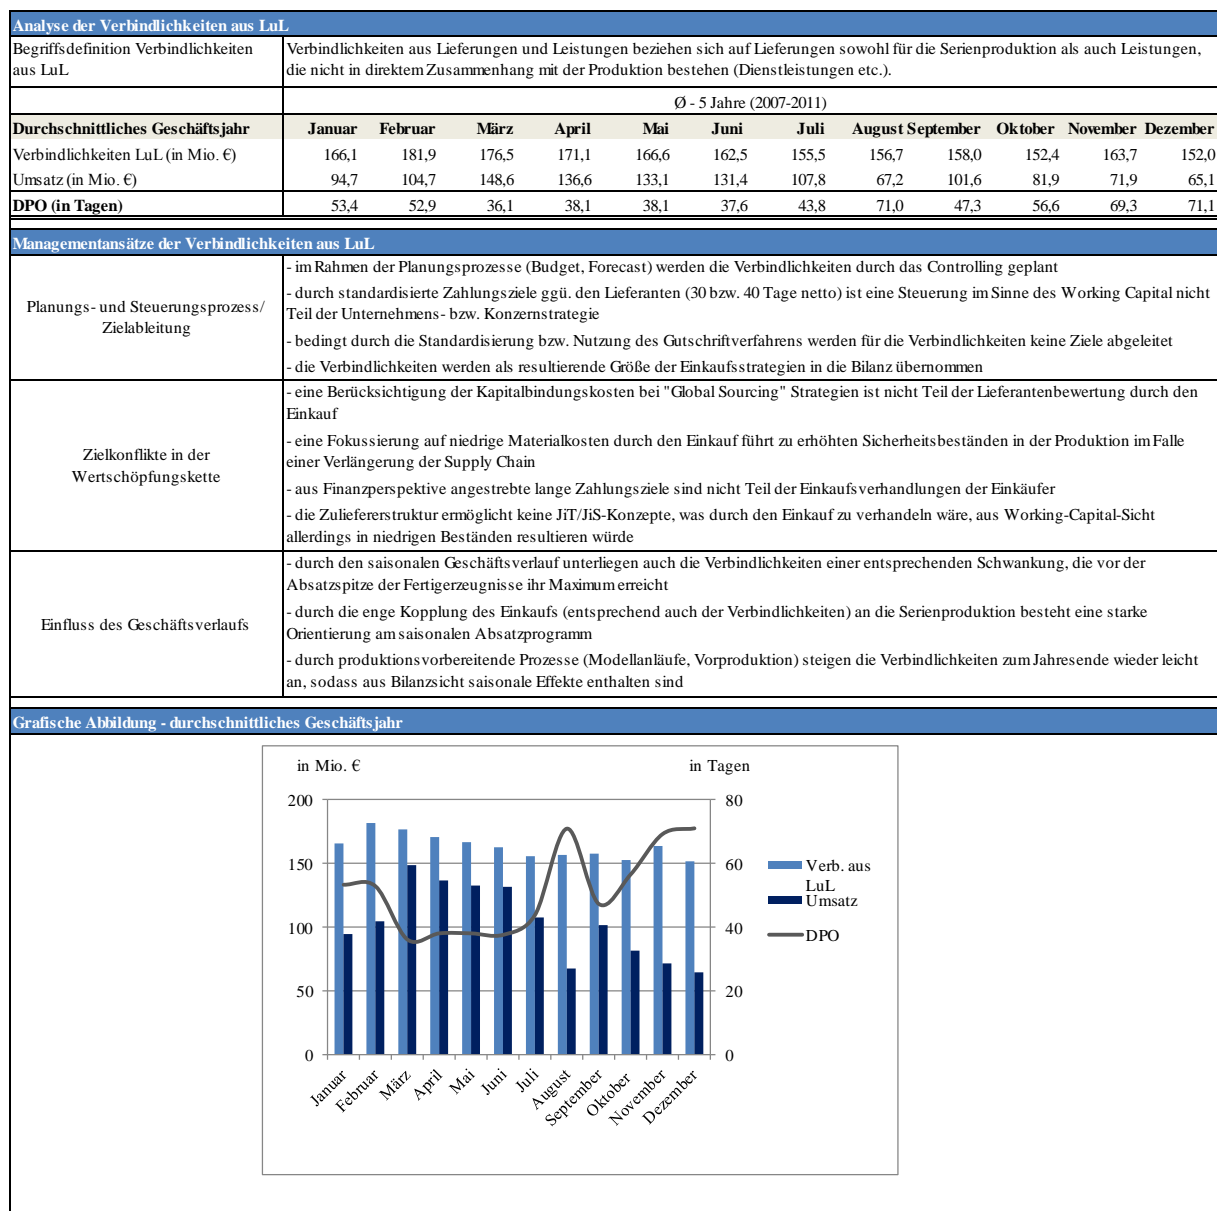 Analyse der Verbindlichkeiten aus LuL
Begriffsdefinition Verbindlichkeiten
aus LuL
Verbindlichkeiten aus Lieferungen und Leistungen beziehen sich auf Lieferungen sowohl für die Serienproduktion als auch Leistungen,
die nicht in direktem Zusammenhang mit der Produktion bestehen (Dienstleistungen etc.).
Ø - 5 Jahre (2007-2011)
Durchschnittliches Geschäftsjahr Januar Februar März April Mai Juni Juli August September Oktober November Dezember
Verbindlichkeiten LuL (in Mio. €) 166,1 181,9 176,5 171,1 166,6 162,5 155,5 156,7 158,0 152,4 163,7 152,0
Umsatz (in Mio. €) 94,7 104,7 148,6 136,6 133,1 131,4 107,8 67,2 101,6 81,9 71,9 65,1
DPO (in Tagen) 53,4 52,9 36,1 38,1 38,1 37,6 43,8 71,0 47,3 56,6 69,3 71,1
Managementansätze der Verbindlichkeiten aus LuL
Planungs- und Steuerungsprozess/
Zielableitung
- im Rahmen der Planungsprozesse (Budget, Forecast) werden die Verbindlichkeiten durch das Controlling geplant
- durch standardisierte Zahlungsziele ggü. den Lieferanten (30 bzw. 40 Tage netto) ist eine Steuerung im Sinne des Working Capital nicht
Teil der Unternehmens- bzw. Konzernstrategie
- bedingt durch die Standardisierung bzw. Nutzung des Gutschriftverfahrens werden für die Verbindlichkeiten keine Ziele abgeleitet
- die Verbindlichkeiten werden als resultierende Größe der Einkaufsstrategien in die Bilanz übernommen
Zielkonflikte in der
Wertschöpfungskette
- eine Berücksichtigung der Kapitalbindungskosten bei "Global Sourcing" Strategien ist nicht Teil der Lieferantenbewertung durch den
Einkauf
- eine Fokussierung auf niedrige Materialkosten durch den Einkauf führt zu erhöhten Sicherheitsbeständen in der Produktion im Falle
einer Verlängerung der Supply Chain
- aus Finanzperspektive angestrebte lange Zahlungsziele sind nicht Teil der Einkaufsverhandlungen der Einkäufer
- die Zuliefererstruktur ermöglicht keine JiT/JiS-Konzepte, was durch den Einkauf zu verhandeln wäre, aus Working-Capital-Sicht
allerdings in niedrigen Beständen resultieren würde
Einfluss des Geschäftsverlaufs
- durch den saisonalen Geschäftsverlauf unterliegen auch die Verbindlichkeiten einer entsprechenden Schwankung, die vor der
Absatzspitze der Fertigerzeugnisse ihr Maximum erreicht
- durch die enge Kopplung des Einkaufs (entsprechend auch der Verbindlichkeiten) an die Serienproduktion besteht eine starke
Orientierung am saisonalen Absatzprogramm
- durch produktionsvorbereitende Prozesse (Modellanläufe, Vorproduktion) steigen die Verbindlichkeiten zum Jahresende wieder leicht
an, sodass aus Bilanzsicht saisonale Effekte enthalten sind
Grafische Abbildung - durchschnittliches Geschäftsjahr
in Mio. € in Tagen
200 80
150 60
100 40
50 20
0 0
Verb. aus
LuL
Umsatz
DPO
Januar
Februar
März
April
Mai
Juni
Juli
August
September
Oktober
November
Dezember